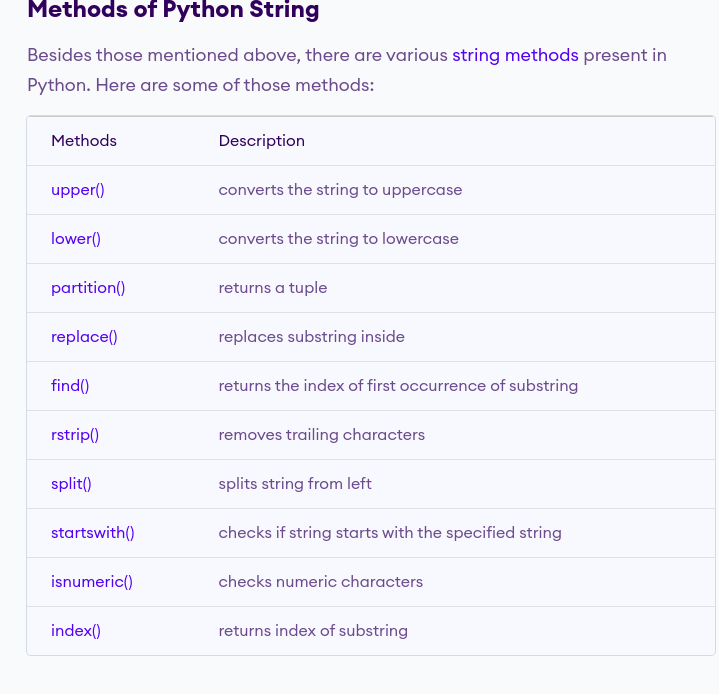 Methods of Python String
Besides those mentioned above, there are various string methods present in
Python. Here are some of those methods:
Methods Description
upper() converts the string to uppercase
lower() converts the string to lowercase
partition() returns a tuple
replace() replaces substring inside
find() returns the index of first occurrence of substring
rstrip() removes trailing characters
split() splits string from left
startswith() checks if string starts with the specified string
isnumeric() checks numeric characters
index() returns index of substring